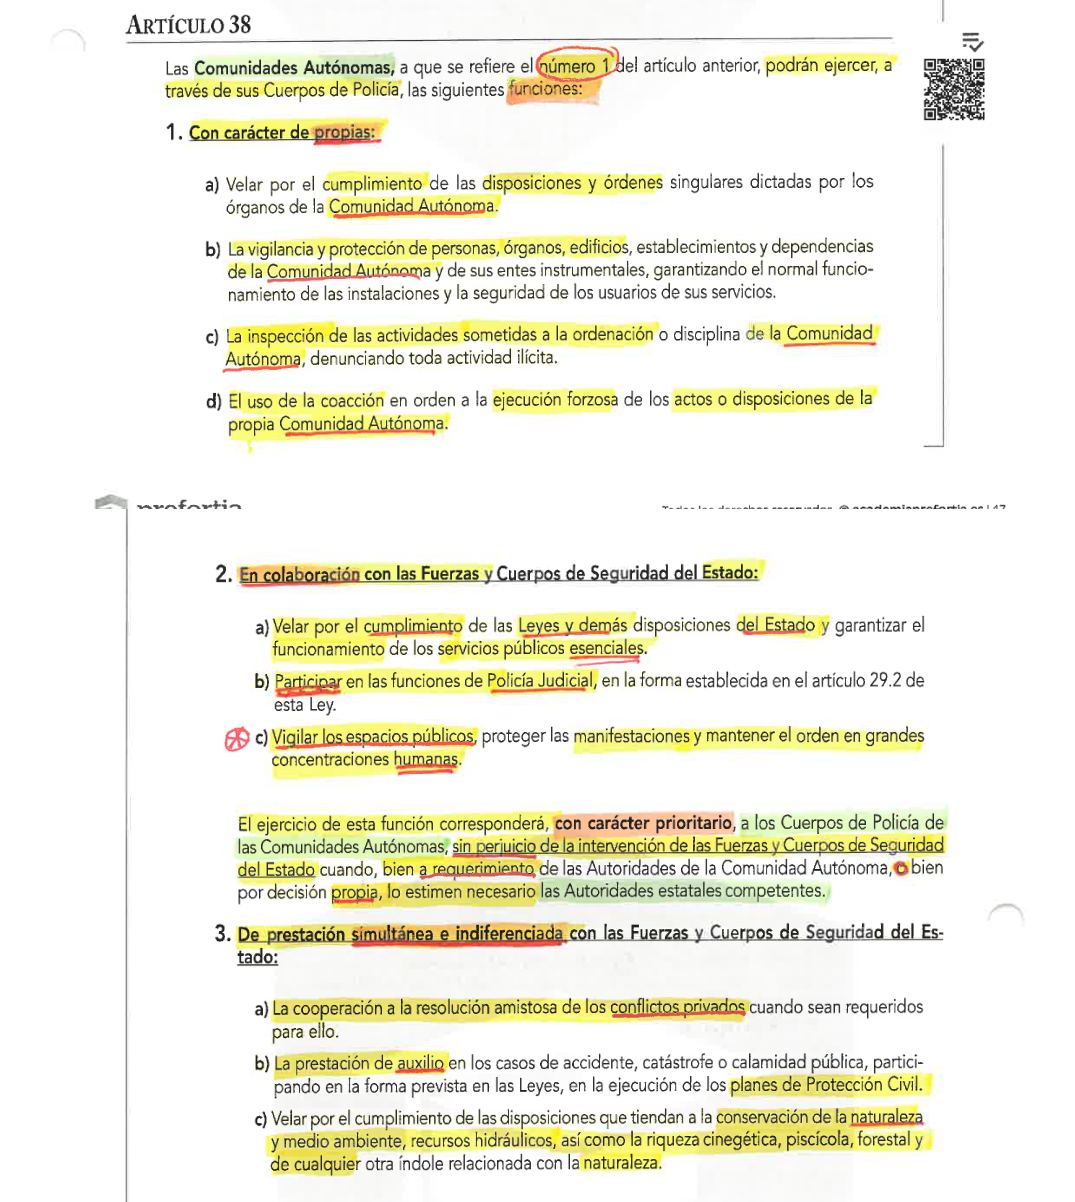 ARTÍCULO 38
Las Comunidades Autónomas, a que se refiere el número 1 del artículo anterior, podrán ejercer, a
través de sus Cuerpos de Policía, las siguientes funciones:
1. Con carácter de propias:
a) Velar por el cumplimiento de las disposiciones y órdenes singulares dictadas por los
órganos de la Comunidad Autónoma.
b) La vigilancia y protección de personas, órganos, edificios, establecimientos y dependencias
de la Comunidad Autónoma y de sus entes instrumentales, garantizando el normal funcio-
namiento de las instalaciones y la seguridad de los usuarios de sus servicios.
c) La inspección de las actividades sometidas a la ordenación o disciplina de la Comunidad
Autónoma, denunciando toda actividad ilícita.
d) El uso de la coacción en orden a la ejecución forzosa de los actos o disposiciones de la
propia Comunidad Autónoma.
profortia
Todos los derechos reservados. © academiaprofortia.es | 47
2. En colaboración con las Fuerzas y Cuerpos de Seguridad del Estado:
a) Velar por el cumplimiento de las Leyes y demás disposiciones del Estado y garantizar el
funcionamiento de los servicios públicos esenciales.
b) Participar en las funciones de Policía Judicial, en la forma establecida en el artículo 29.2 de
esta Ley.
c) Vigilar los espacios públicos, proteger las manifestaciones y mantener el orden en grandes
concentraciones humanas.
El ejercicio de esta función corresponderá, con carácter prioritario, a los Cuerpos de Policía de
las Comunidades Autónomas, sin perjuicio de la intervención de las Fuerzas y Cuerpos de Seguridad
del Estado cuando, bien a requerimiento de las Autoridades de la Comunidad Autónoma, o bien
por decisión propia, lo estimen necesario las Autoridades estatales competentes.
3. De prestación simultánea e indiferenciada con las Fuerzas y Cuerpos de Seguridad del Es-
tado:
a) La cooperación a la resolución amistosa de los conflictos privados cuando sean requeridos
para ello.
b) La prestación de auxilio en los casos de accidente, catástrofe o calamidad pública, partici-
pando en la forma prevista en las Leyes, en la ejecución de los planes de Protección Civil.
c) Velar por el cumplimiento de las disposiciones que tiendan a la conservación de la naturaleza
y medio ambiente, recursos hidráulicos, así como la riqueza cinegética, piscícola, forestal y
de cualquier otra índole relacionada con la naturaleza.